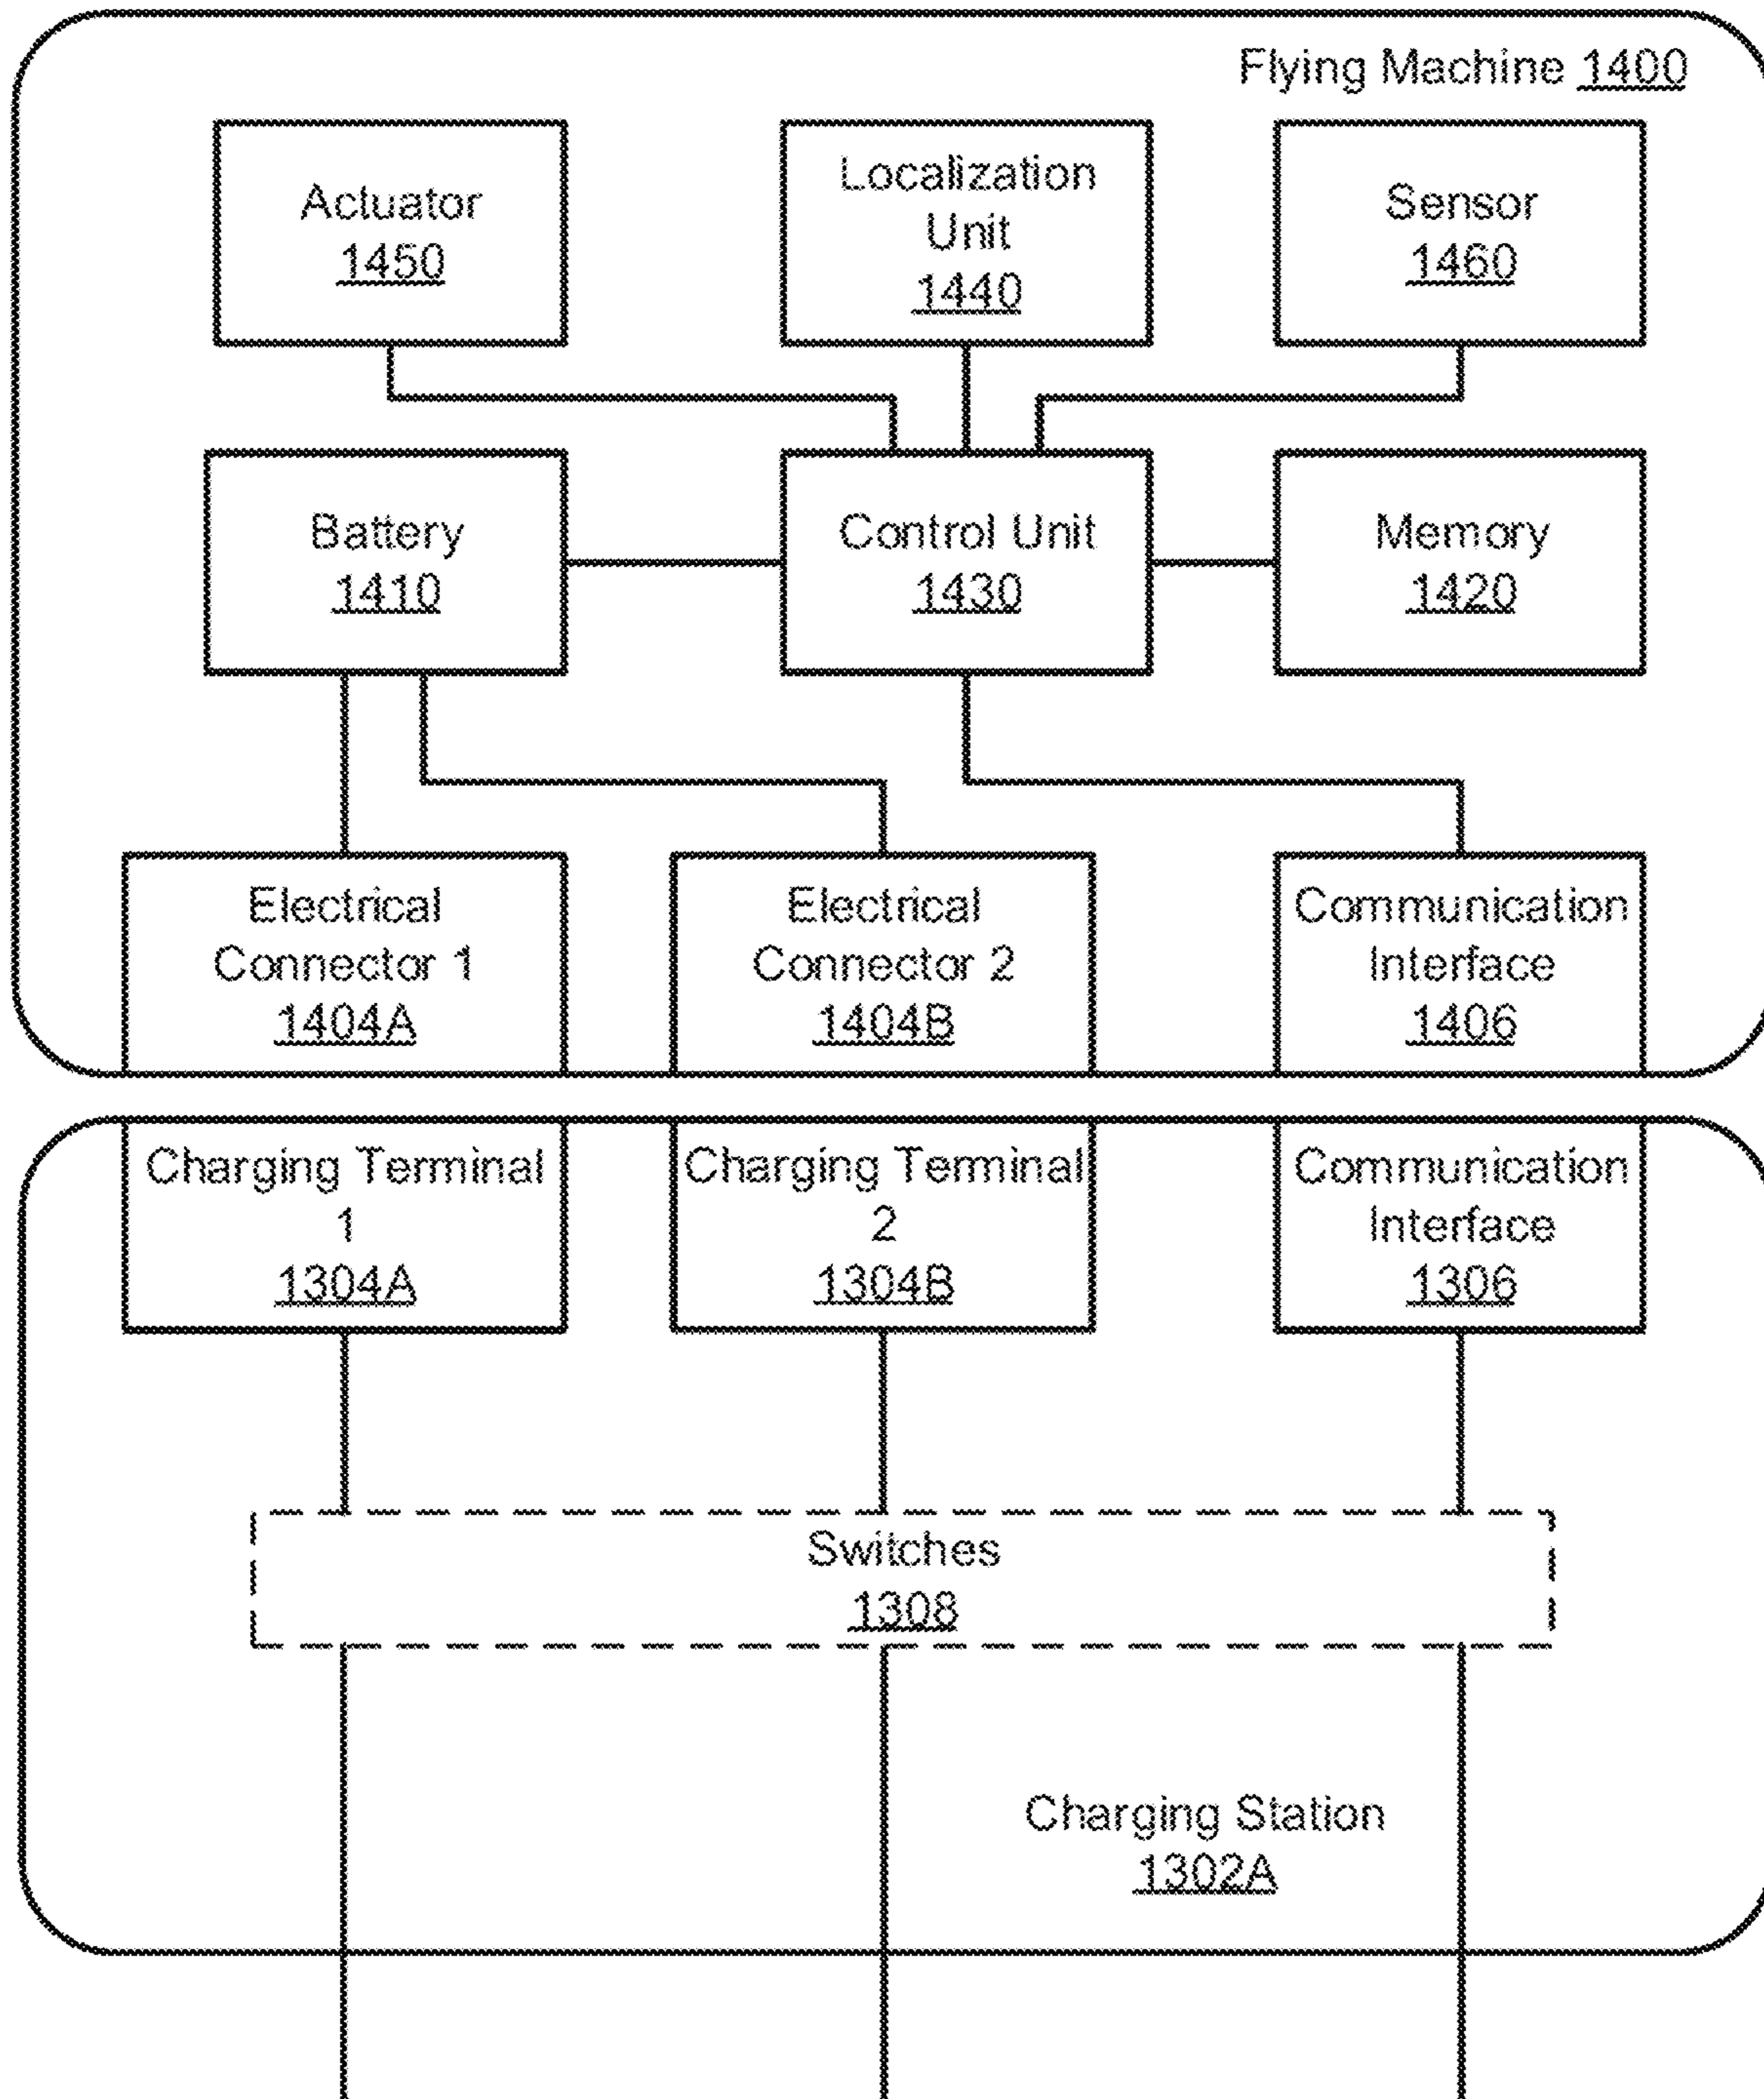 Flying Machine 1400
Actuator
1450
Localization
Unit
1440
Sensor
1460
Battery
1410
Control Unit
1430
Memory
1420
Electrical
Connector 1
1404A
Electrical
Connector 2
1404B
Communication
Interface
1406
Charging Terminal
1
1304A
Charging Terminal
2
1304B
Communication
Interface
1306
Switches
1308
Charging Station
1302A